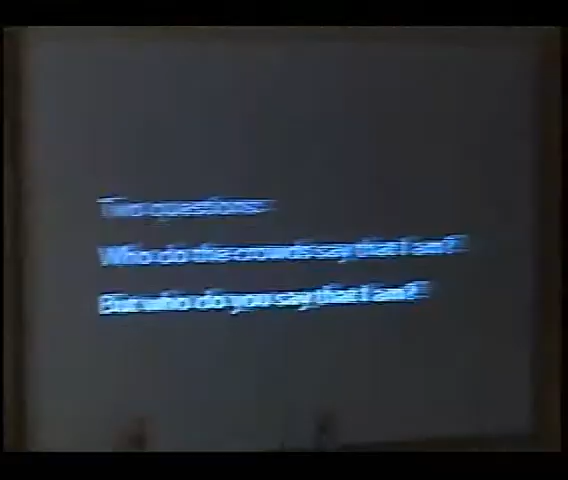 Two questions:
Who do the crowds say that I am?
But who do you say that I am?